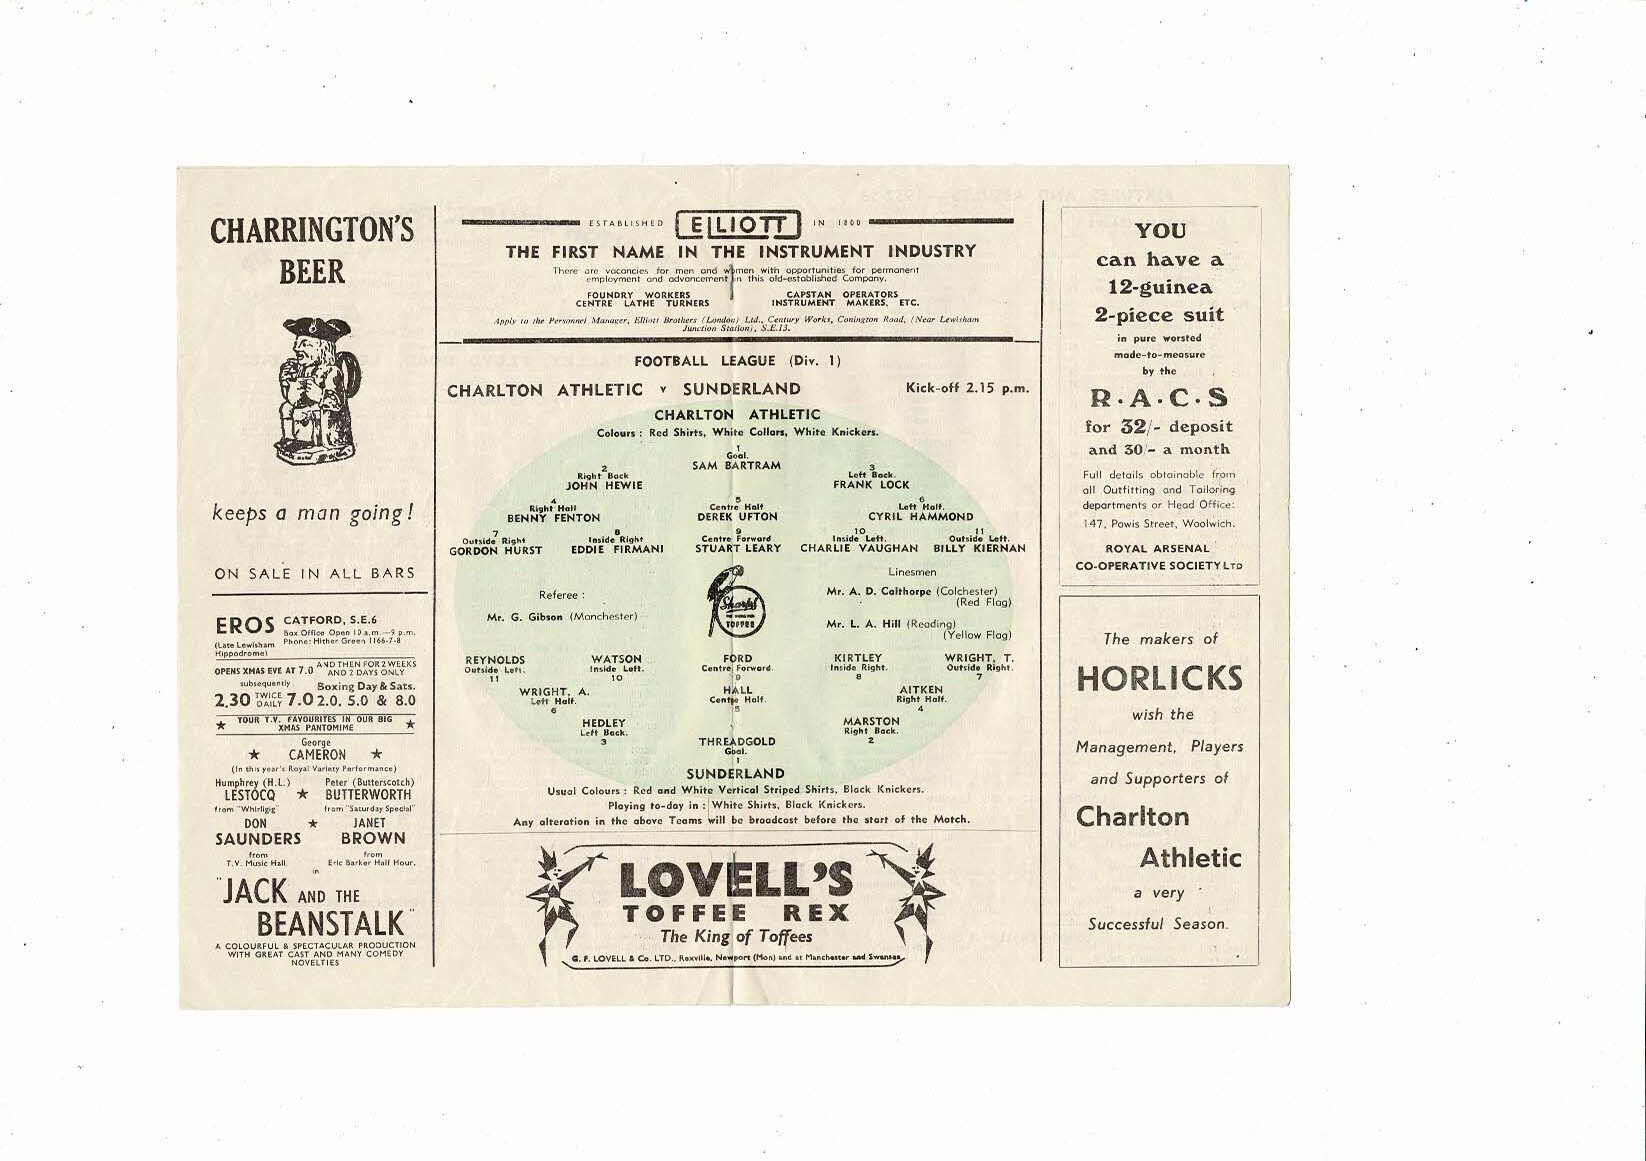 CHARRINGTON'S
BEER
keeps a man going!
ON SALE IN ALL BARS
EROS CATFORD, S.E.6
Box Office Open 10 a.m.—9 p.m.
(Late Lewisham Phone: Hither Green 1166-7-8
Hippodrome)
OPENS XMAS EVE AT 7.0 AND THEN FOR 2 WEEKS
AND 2 DAYS ONLY
subsequently Boxing Day & Sats.
2.30 TWICE DAILY 7.0 2.0. 5.0 & 8.0
YOUR T.V. FAVOURITES IN OUR BIG
XMAS PANTOMIME
George
CAMERON
(In this year's Royal Variety Performance)
Humphrey (H.L.) Peter (Butterscotch)
LESTOCQ BUTTERWORTH
from "Whirligig" from "Saturday Special"
DON JANET
SAUNDERS BROWN
from from
T.V. Music Hall. Eric Barker Half Hour.
in
"JACK AND THE
BEANSTALK"
A COLOURFUL & SPECTACULAR PRODUCTION
WITH GREAT CAST AND MANY COMEDY
NOVELTIES
ESTABLISHED ELLIOTT IN 1800
THE FIRST NAME IN THE INSTRUMENT INDUSTRY
There are vacancies for men and women with opportunities for permanent
employment and advancement in this old-established Company.
FOUNDRY WORKERS CAPSTAN OPERATORS
CENTRE LATHE TURNERS INSTRUMENT MAKERS, ETC.
Apply to the Personnel Manager, Elliott Brothers (London) Ltd., Century Works, Conington Road, (Near Lewisham
Junction Station), S.E.13.
FOOTBALL LEAGUE (Div. 1)
CHARLTON ATHLETIC v SUNDERLAND Kick-off 2.15 p.m.
CHARLTON ATHLETIC
Colours : Red Shirts, White Collars, White Knickers.
1
Goal.
SAM BARTRAM
2 3
Right Back Left Back.
JOHN HEWIE FRANK LOCK
4 5 6
Right Half Centre Half Left Half.
BENNY FENTON DEREK UFTON CYRIL HAMMOND
7 8 9 10 11
Outside Right Inside Right Centre Forward Inside Left. Outside Left.
GORDON HURST EDDIE FIRMANI STUART LEARY CHARLIE VAUGHAN BILLY KIERNAN
Linesmen
Referee : Mr. A. D. Calthorpe (Colchester)
(Red Flag)
Mr. G. Gibson (Manchester) Mr. L. A. Hill (Reading)
(Yellow Flag)
Sharps
TOFFEE
REYNOLDS WATSON FORD KIRTLEY WRIGHT, T.
Outside Left. Inside Left. Centre Forward. Inside Right. Outside Right.
11 10 9 8 7
WRIGHT, A. HALL AITKEN
Left Half. Centre Half. Right Half.
6 5 4
HEDLEY MARSTON
Left Back. Right Back.
3 2
THREADGOLD
Goal.
1
SUNDERLAND
Usual Colours : Red and White Vertical Striped Shirts, Black Knickers.
Playing to-day in : White Shirts, Black Knickers.
Any alteration in the above Teams will be broadcast before the start of the Match.
LOVELL'S
TOFFEE REX
The King of Toffees
G. F. LOVELL & Co. LTD., Rexville, Newport (Mon) and at Manchester and Swansea.
YOU
can have a
12-guinea
2-piece suit
in pure worsted
made-to-measure
by the
R·A·C·S
for 32/- deposit
and 30/- a month
Full details obtainable from
all Outfitting and Tailoring
departments or Head Office:
147, Powis Street, Woolwich.
ROYAL ARSENAL
CO-OPERATIVE SOCIETY LTD
The makers of
HORLICKS
wish the
Management, Players
and Supporters of
Charlton
Athletic
a very
Successful Season.